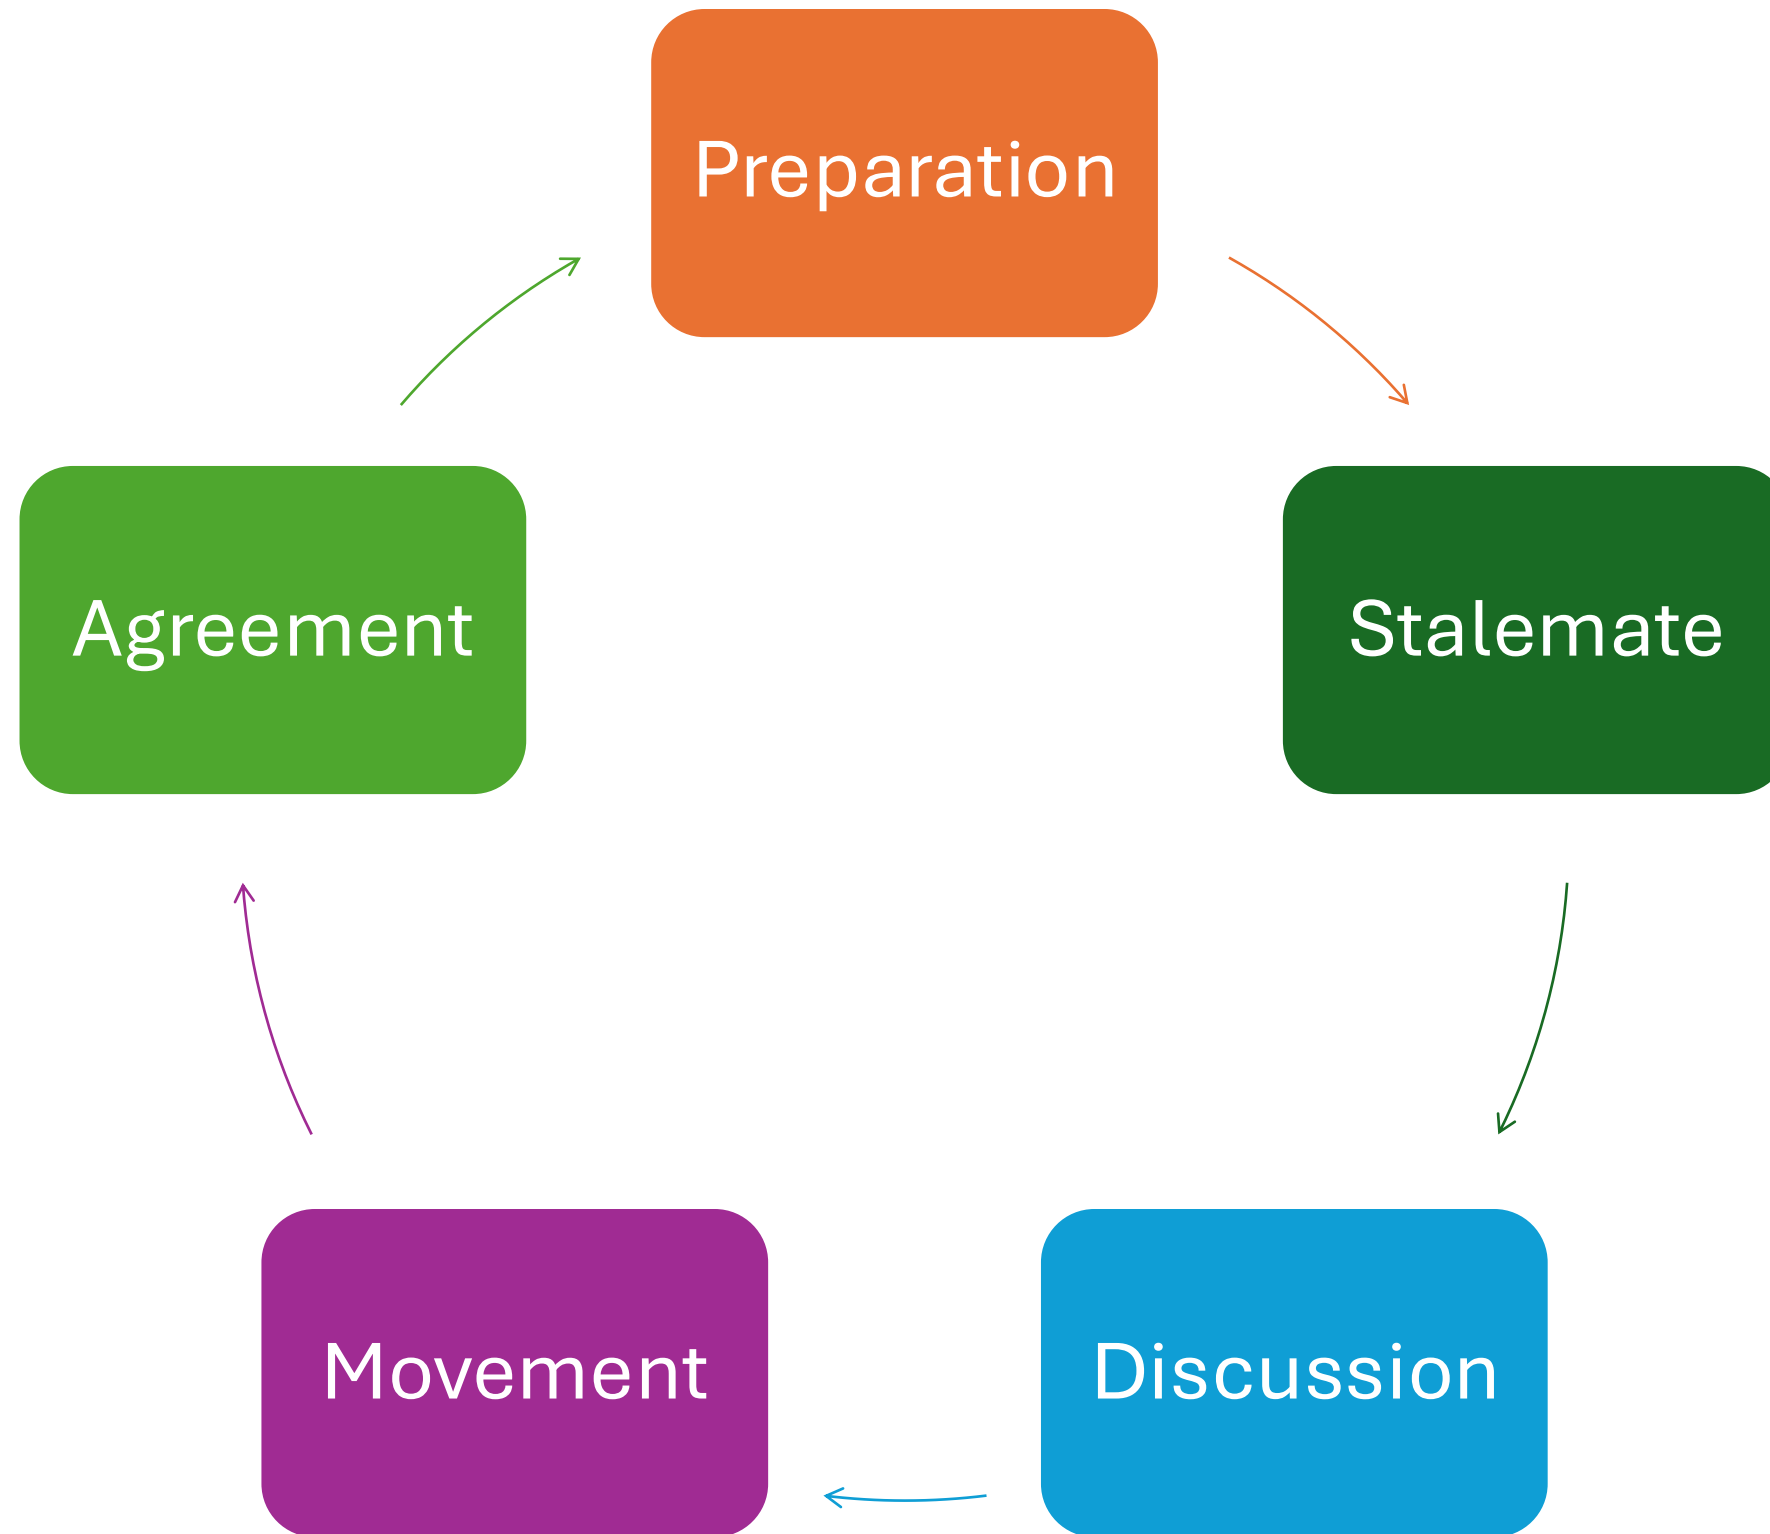 Preparation
Stalemate
Discussion
Movement
Agreement